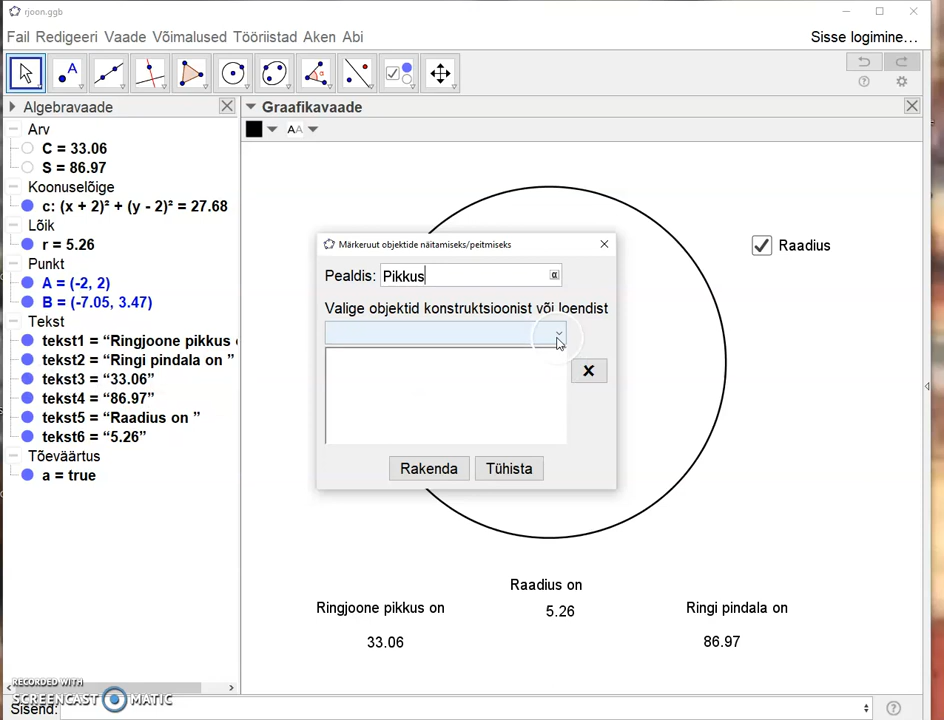 rjoon.ggb
Fail Redigeeri Vaade Võimalused Tööriistad Aken Abi
Sisse logimine...
Algebravaade
Arv
C = 33.06
S = 86.97
Koonuselõige
c: (x + 2)² + (y - 2)² = 27.68
Lõik
r = 5.26
Punkt
A = (-2, 2)
B = (-7.05, 3.47)
Tekst
tekst1 = “Ringjoone pikkus
tekst2 = “Ringi pindala on ”
tekst3 = “33.06”
tekst4 = “86.97”
tekst5 = “Raadius on ”
tekst6 = “5.26”
Tõeväärtus
a = true
Graafikavaade
AA
Raadius
Märkeruut objektide näitamiseks/peitmiseks
Pealdis: Pikkus
α
Valige objektid konstruktsioonist või loendist
Rakenda Tühista
Raadius on
5.26
Ringjoone pikkus on
33.06
Ringi pindala on
86.97
RECORDED WITH
SCREENCAST MATIC
Sisend: